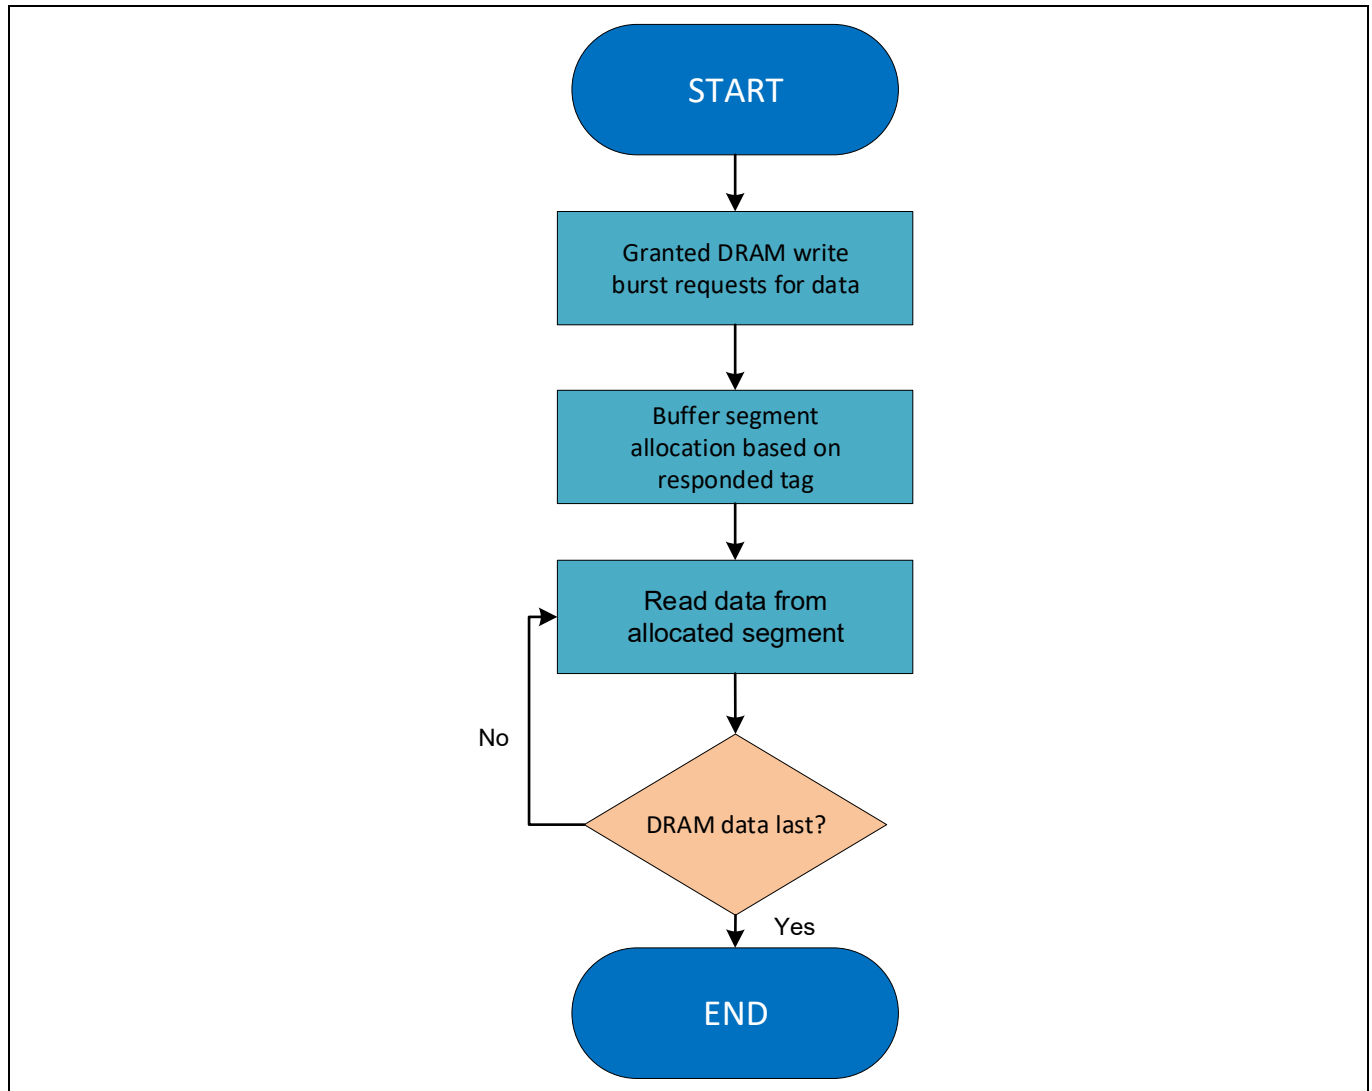 START
Granted DRAM write
burst requests for data
Buffer segment
allocation based on
responded tag
Read data from
allocated segment
No
DRAM data last?
Yes
END